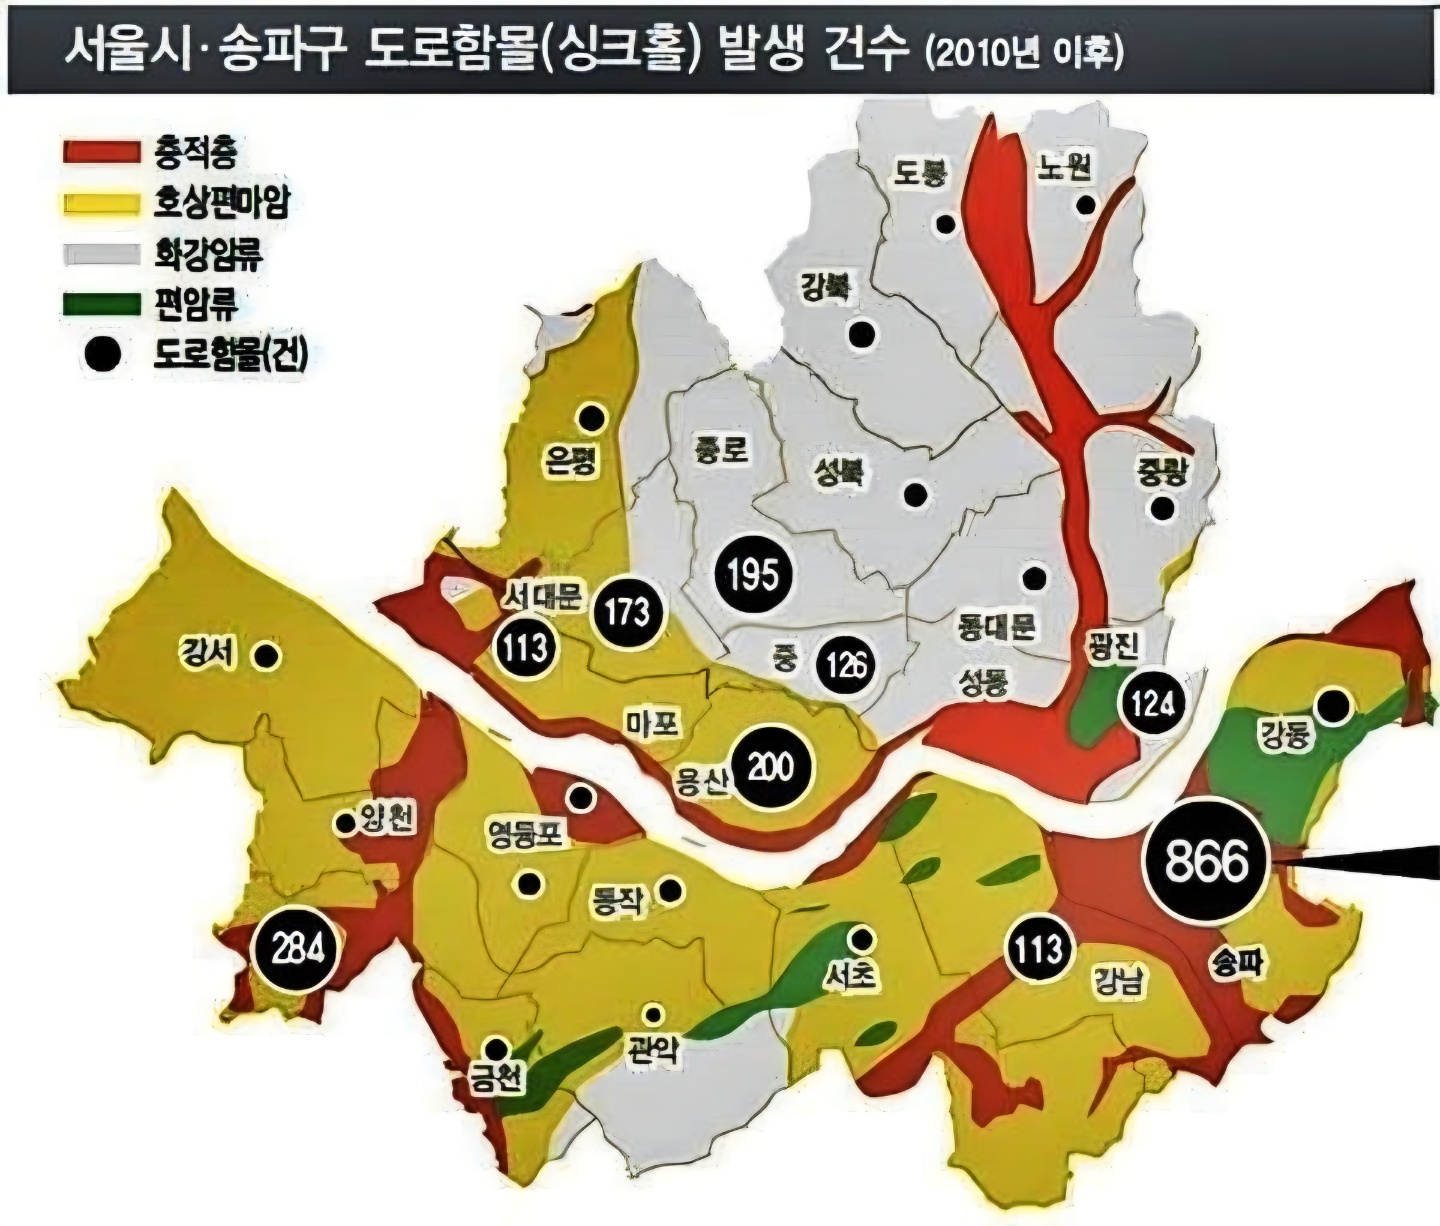 서울시·송파구 도로함몰(싱크홀) 발생 건수 (2010년 이후)
충적층
호상편마암
화강암류
편암류
도로함몰(건)
도봉
노원
강북
은평
종로
성북
중랑
195
서대문
173
동대문
113
강서
중
126
광진
성동
124
마포
강동
용산
200
양천
영등포
866
동작
284
서초
113
강남
송파
관악
금천